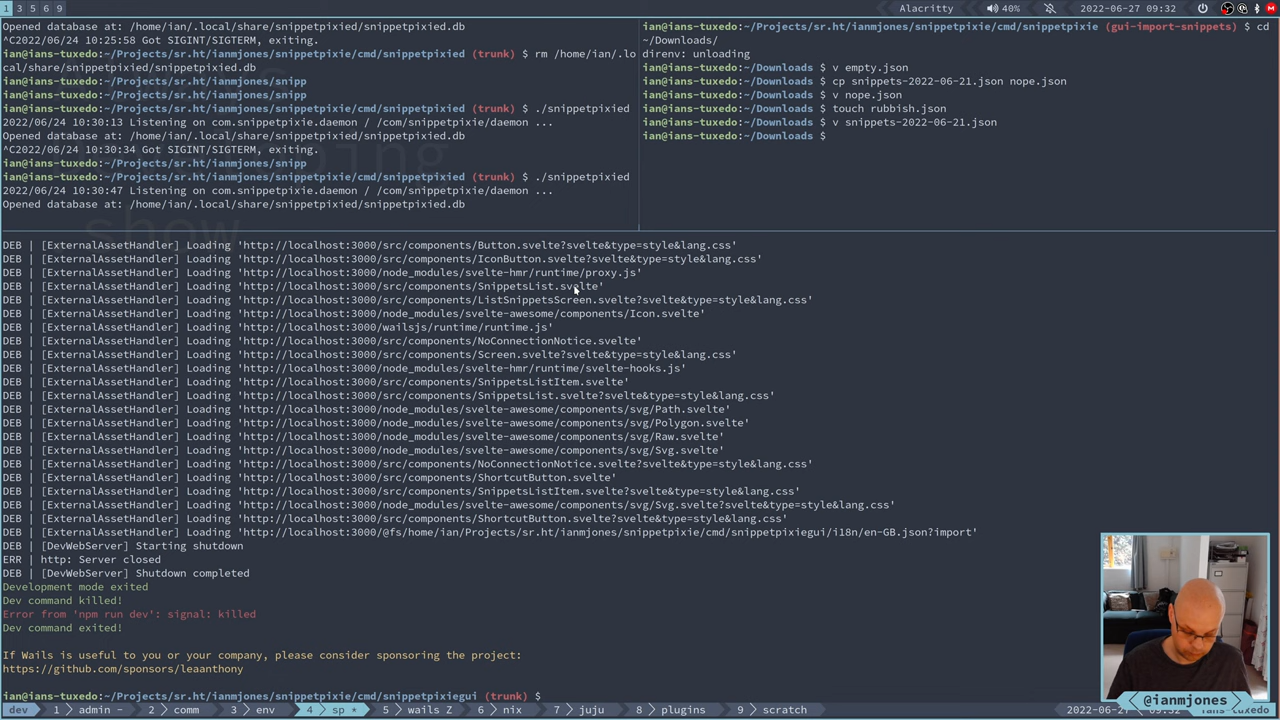 1 3 5 6 9
Alacritty
40%
2022-06-27 09:32
Opened database at: /home/ian/.local/share/snippetpixied/snippetpixied.db
^C2022/06/24 10:25:58 Got SIGINT/SIGTERM, exiting.
ian@ians-tuxedo:~/Projects/sr.ht/ianmjones/snippetpixie/cmd/snippetpixied (trunk) $ rm /home/ian/.lo
cal/share/snippetpixied/snippetpixied.db
ian@ians-tuxedo:~/Projects/sr.ht/ianmjones/snipp
ian@ians-tuxedo:~/Projects/sr.ht/ianmjones/snipp
ian@ians-tuxedo:~/Projects/sr.ht/ianmjones/snippetpixie/cmd/snippetpixied (trunk) $ ./snippetpixied
2022/06/24 10:30:13 Listening on com.snippetpixie.daemon / /com/snippetpixie/daemon ...
Opened database at: /home/ian/.local/share/snippetpixied/snippetpixied.db
^C2022/06/24 10:30:34 Got SIGINT/SIGTERM, exiting.
ian@ians-tuxedo:~/Projects/sr.ht/ianmjones/snipp
ian@ians-tuxedo:~/Projects/sr.ht/ianmjones/snippetpixie/cmd/snippetpixied (trunk) $ ./snippetpixied
2022/06/24 10:30:47 Listening on com.snippetpixie.daemon / /com/snippetpixie/daemon ...
Opened database at: /home/ian/.local/share/snippetpixied/snippetpixied.db
show
ian@ians-tuxedo:~/Projects/sr.ht/ianmjones/snippetpixie/cmd/snippetpixie (gui-import-snippets) $ cd
~/Downloads/
direnv: unloading
ian@ians-tuxedo:~/Downloads $ v empty.json
ian@ians-tuxedo:~/Downloads $ cp snippets-2022-06-21.json nope.json
ian@ians-tuxedo:~/Downloads $ v nope.json
ian@ians-tuxedo:~/Downloads $ touch rubbish.json
ian@ians-tuxedo:~/Downloads $ v snippets-2022-06-21.json
ian@ians-tuxedo:~/Downloads $
DEB | [ExternalAssetHandler] Loading 'http://localhost:3000/src/components/Button.svelte?svelte&type=style&lang.css'
DEB | [ExternalAssetHandler] Loading 'http://localhost:3000/src/components/IconButton.svelte?svelte&type=style&lang.css'
DEB | [ExternalAssetHandler] Loading 'http://localhost:3000/node_modules/svelte-hmr/runtime/proxy.js'
DEB | [ExternalAssetHandler] Loading 'http://localhost:3000/src/components/SnippetsList.svelte'
DEB | [ExternalAssetHandler] Loading 'http://localhost:3000/src/components/ListSnippetsScreen.svelte?svelte&type=style&lang.css'
DEB | [ExternalAssetHandler] Loading 'http://localhost:3000/node_modules/svelte-awesome/components/Icon.svelte'
DEB | [ExternalAssetHandler] Loading 'http://localhost:3000/wailsjs/runtime/runtime.js'
DEB | [ExternalAssetHandler] Loading 'http://localhost:3000/src/components/NoConnectionNotice.svelte'
DEB | [ExternalAssetHandler] Loading 'http://localhost:3000/src/components/Screen.svelte?svelte&type=style&lang.css'
DEB | [ExternalAssetHandler] Loading 'http://localhost:3000/node_modules/svelte-hmr/runtime/svelte-hooks.js'
DEB | [ExternalAssetHandler] Loading 'http://localhost:3000/src/components/SnippetsListItem.svelte'
DEB | [ExternalAssetHandler] Loading 'http://localhost:3000/src/components/SnippetsList.svelte?svelte&type=style&lang.css'
DEB | [ExternalAssetHandler] Loading 'http://localhost:3000/node_modules/svelte-awesome/components/svg/Path.svelte'
DEB | [ExternalAssetHandler] Loading 'http://localhost:3000/node_modules/svelte-awesome/components/svg/Polygon.svelte'
DEB | [ExternalAssetHandler] Loading 'http://localhost:3000/node_modules/svelte-awesome/components/svg/Raw.svelte'
DEB | [ExternalAssetHandler] Loading 'http://localhost:3000/node_modules/svelte-awesome/components/svg/Svg.svelte'
DEB | [ExternalAssetHandler] Loading 'http://localhost:3000/src/components/NoConnectionNotice.svelte?svelte&type=style&lang.css'
DEB | [ExternalAssetHandler] Loading 'http://localhost:3000/src/components/ShortcutButton.svelte'
DEB | [ExternalAssetHandler] Loading 'http://localhost:3000/src/components/SnippetsListItem.svelte?svelte&type=style&lang.css'
DEB | [ExternalAssetHandler] Loading 'http://localhost:3000/node_modules/svelte-awesome/components/svg/Svg.svelte?svelte&type=style&lang.css'
DEB | [ExternalAssetHandler] Loading 'http://localhost:3000/src/components/ShortcutButton.svelte?svelte&type=style&lang.css'
DEB | [ExternalAssetHandler] Loading 'http://localhost:3000/@fs/home/ian/Projects/sr.ht/ianmjones/snippetpixie/cmd/snippetpixiegui/i18n/en-GB.json?import'
DEB | [DevWebServer] Starting shutdown
ERR | http: Server closed
DEB | [DevWebServer] Shutdown completed
Development mode exited
Dev command killed!
Error from 'npm run dev': signal: killed
Dev command exited!
If Wails is useful to you or your company, please consider sponsoring the project:
https://github.com/sponsors/leaanthony
ian@ians-tuxedo:~/Projects/sr.ht/ianmjones/snippetpixie/cmd/snippetpixiegui (trunk) $
@ianmjones
dev 1 admin - 2 comm 3 env 4 sp * 5 wails Z 6 nix 7 juju 8 plugins 9 scratch 2022-06-27